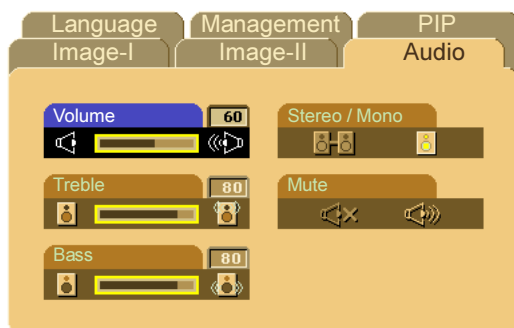 Language Management PIP
Image-I Image-II Audio
Volume 60
Stereo / Mono
Treble 80
Mute
Bass 80